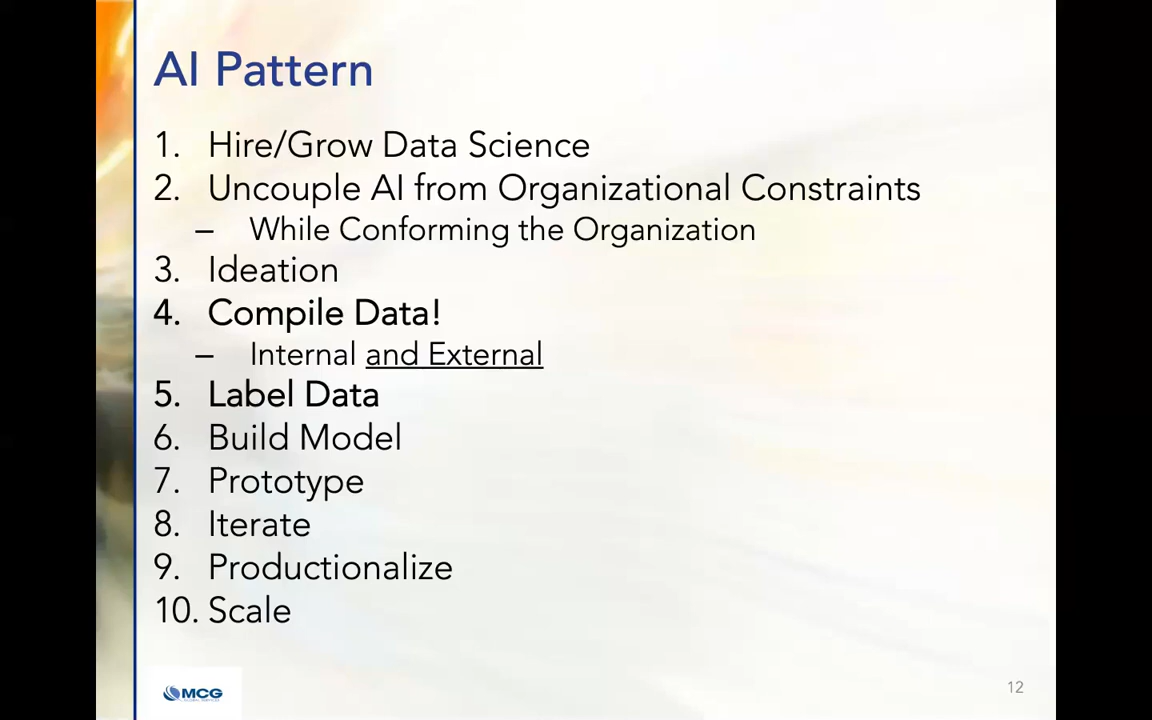 AI Pattern
1. Hire/Grow Data Science
2. Uncouple AI from Organizational Constraints
– While Conforming the Organization
3. Ideation
4. Compile Data!
– Internal and External
5. Label Data
6. Build Model
7. Prototype
8. Iterate
9. Productionalize
10. Scale
MCG
12